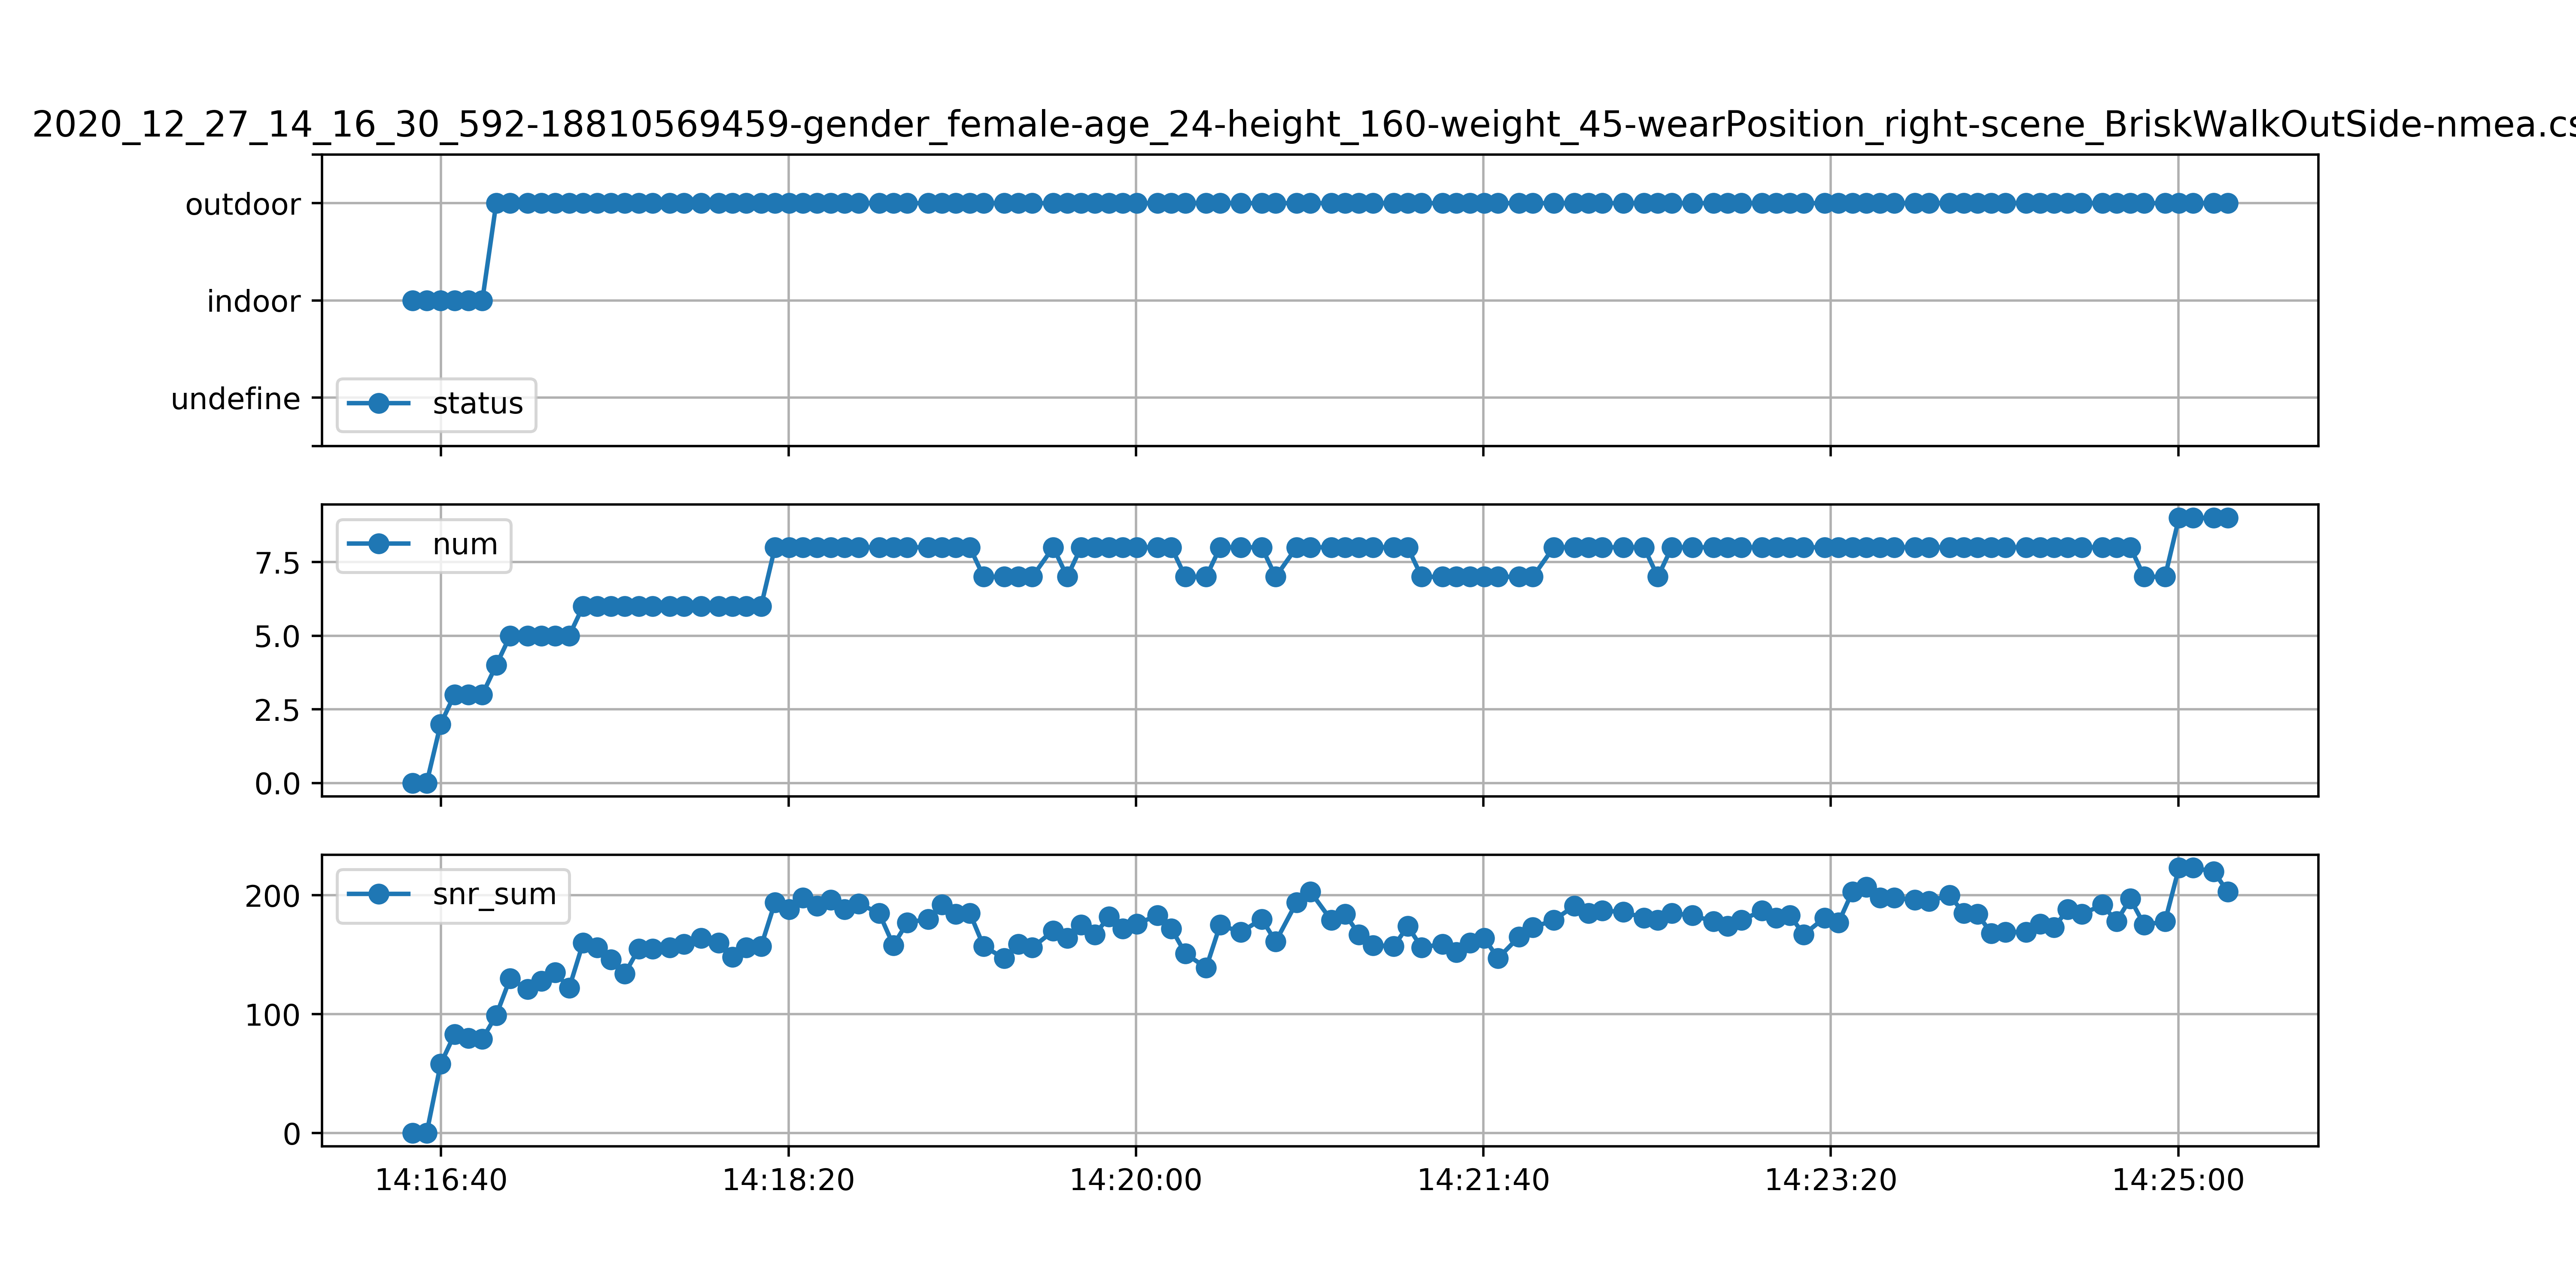 2020_12_27_14_16_30_592-18810569459-gender_female-age_24-height_160-weight_45-wearPosition_right-scene_BriskWalkOutSide-nmea.cs
outdoor
indoor
undefine
status
num
7.5
5.0
2.5
0.0
snr_sum
200
100
0
14:16:40 14:18:20 14:20:00 14:21:40 14:23:20 14:25:00